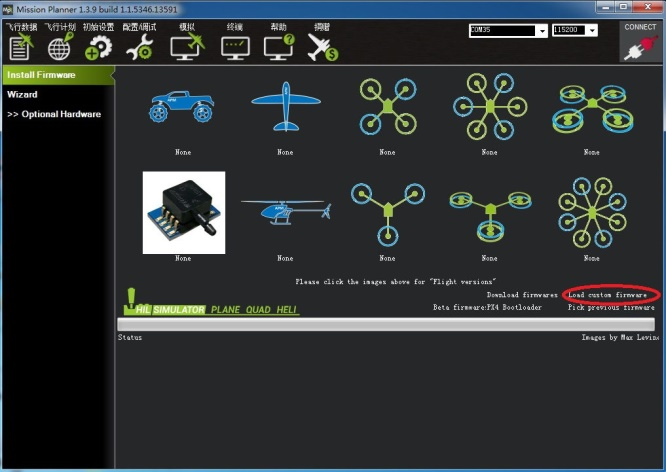 Mission Planner 1.3.9 build 1.1.5346.13591
飞行数据 飞行计划 初始设置 配置/调试 模拟 终端 帮助 捐赠
COM35 115200 CONNECT
Install Firmware
Wizard
>> Optional Hardware
None None None None None
None None None None None
Please click the images above for "Flight versions"
Download firmwares Load custom firmware
HIL SIMULATOR PLANE QUAD HELI
Beta firmware:PX4 Bootloader Pick previous firmware
Status Images by Max Levine